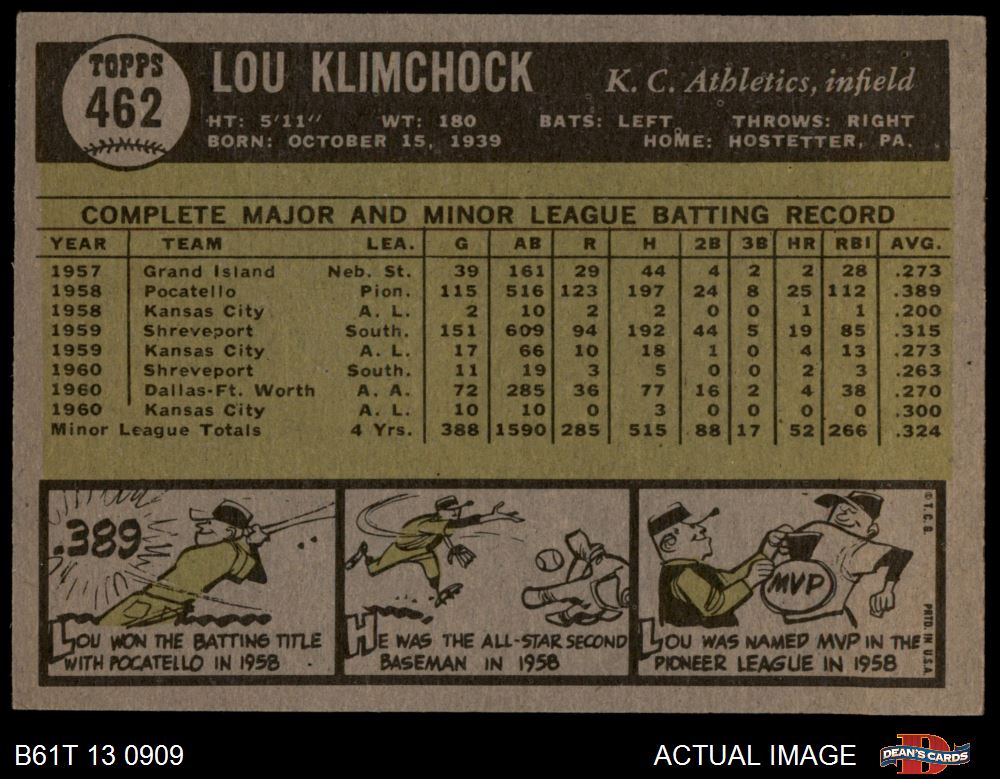 TOPPS
462
LOU KLIMCHOCK
K. C. Athletics, infield
HT: 5'11" WT: 180 BATS: LEFT THROWS: RIGHT
BORN: OCTOBER 15, 1939 HOME: HOSTETTER, PA.
COMPLETE MAJOR AND MINOR LEAGUE BATTING RECORD
YEAR TEAM LEA. G AB R H 2B 3B HR RBI AVG.
1957 Grand Island Neb. St. 39 161 29 44 4 2 2 28 .273
1958 Pocatello Pion. 115 516 123 197 24 8 25 112 .389
1958 Kansas City A. L. 2 10 2 2 0 0 1 1 .200
1959 Shreveport South. 151 609 94 192 44 5 19 85 .315
1959 Kansas City A. L. 17 66 10 18 1 0 4 13 .273
1960 Shreveport South. 11 19 3 5 0 0 2 3 .263
1960 Dallas-Ft. Worth A. A. 72 285 36 77 16 2 4 38 .270
1960 Kansas City A. L. 10 10 0 3 0 0 0 0 .300
Minor League Totals 4 Yrs. 388 1590 285 515 88 17 52 266 .324
.389
LOU WON THE BATTING TITLE
WITH POCATELLO IN 1958
HE WAS THE ALL-STAR SECOND
BASEMAN IN 1958
MVP
LOU WAS NAMED MVP IN THE
PIONEER LEAGUE IN 1958
© T.C.G. PRTD IN U.S.A.
B61T 13 0909
ACTUAL IMAGE
DEAN'S CARDS